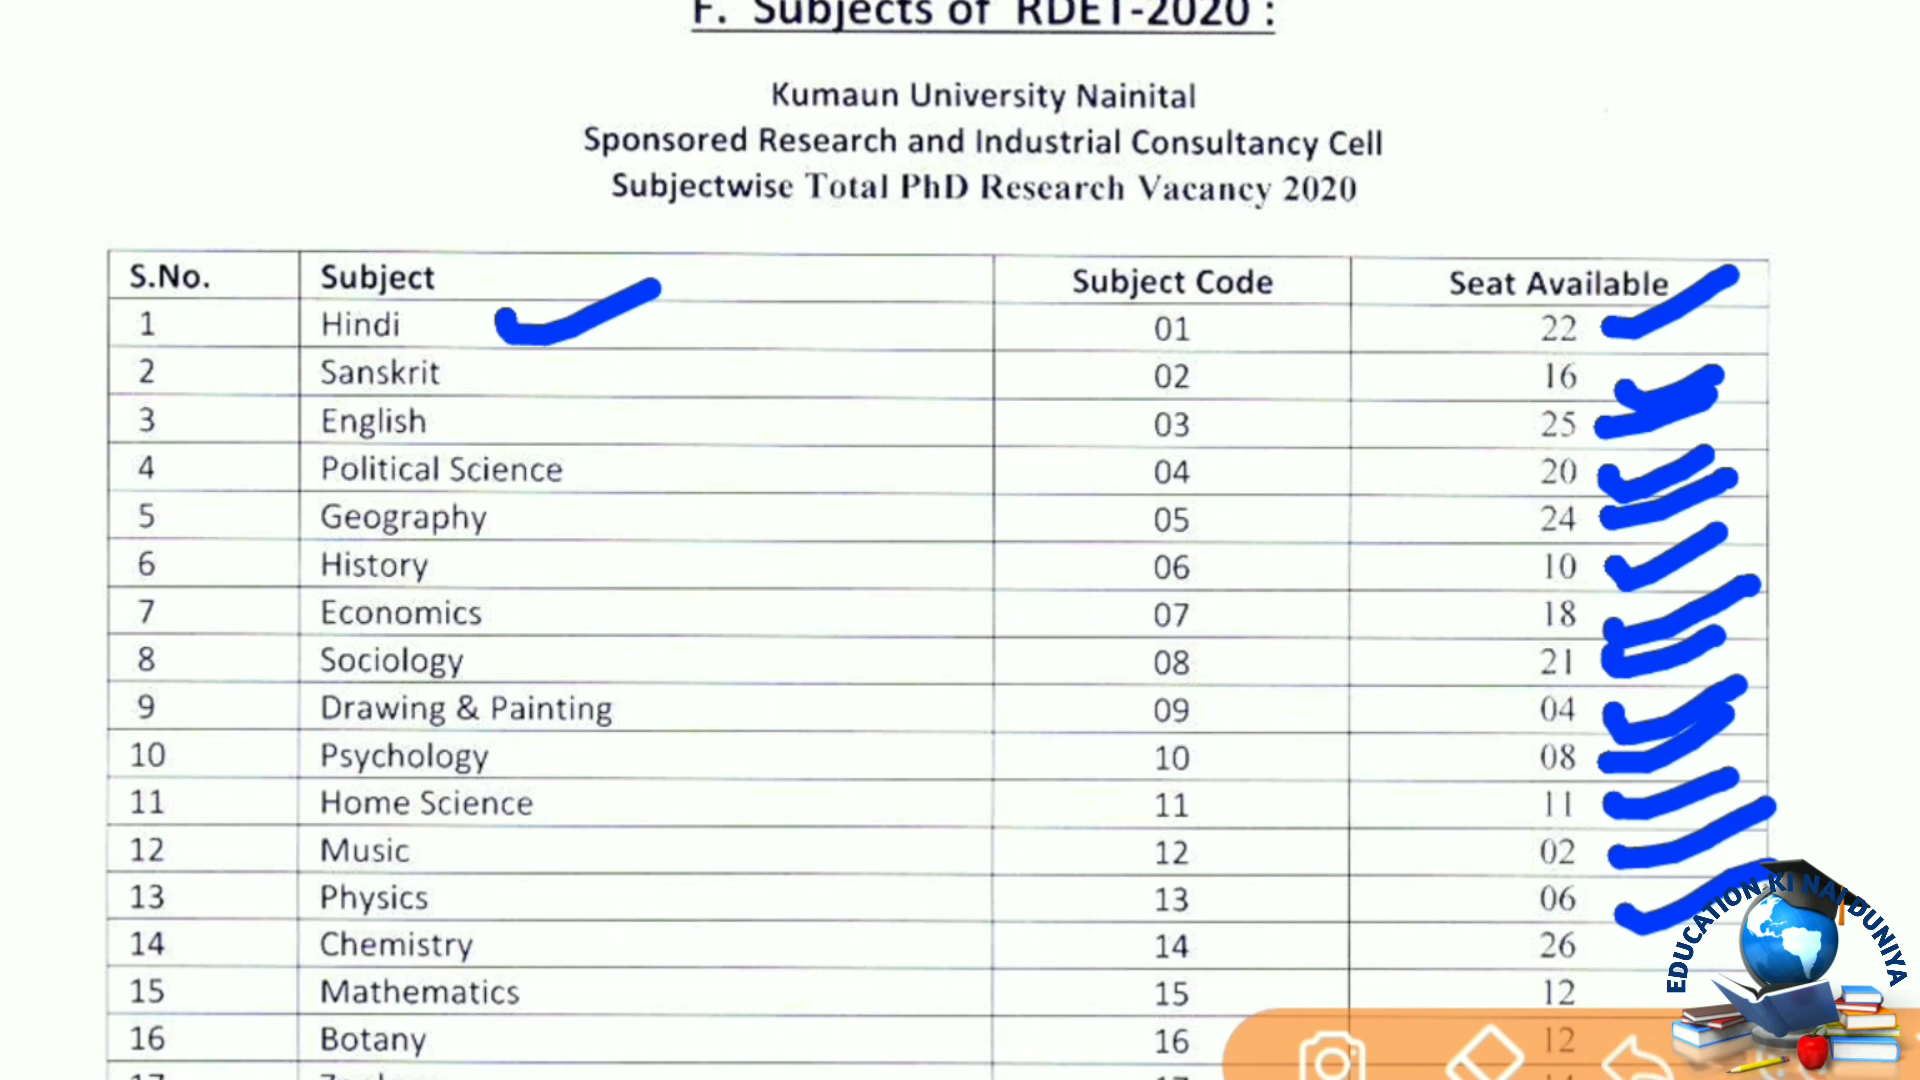 F. Subjects of RDET-2020 :
Kumaun University Nainital
Sponsored Research and Industrial Consultancy Cell
Subjectwise Total PhD Research Vacancy 2020
S.No. Subject Subject Code Seat Available
1 Hindi 01 22
2 Sanskrit 02 16
3 English 03 25
4 Political Science 04 20
5 Geography 05 24
6 History 06 10
7 Economics 07 18
8 Sociology 08 21
9 Drawing & Painting 09 04
10 Psychology 10 08
11 Home Science 11 11
12 Music 12 02
13 Physics 13 06
14 Chemistry 14 26
15 Mathematics 15 12
16 Botany 16 12
EDUCATION KI NAI DUNIYA